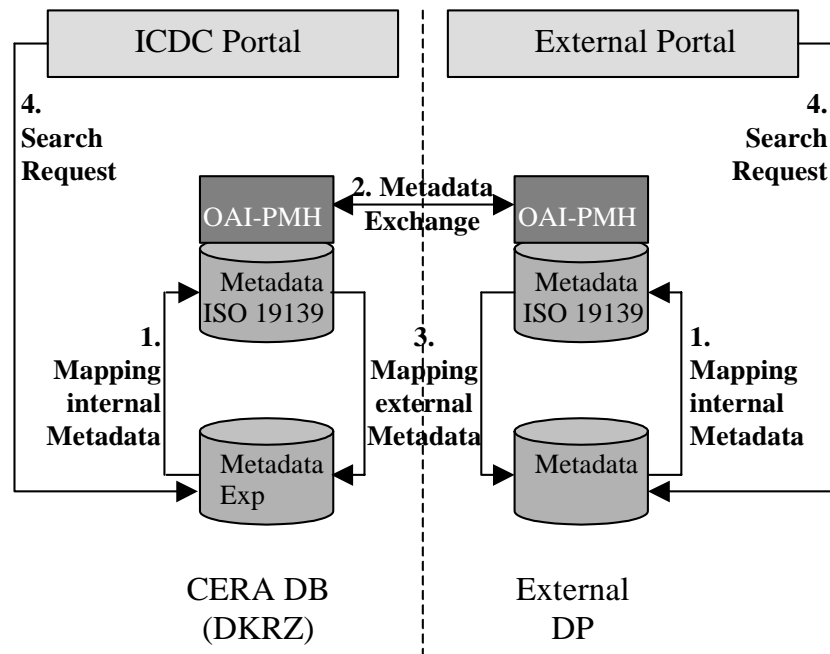 ICDC Portal
External Portal
4.
Search
Request
4.
Search
Request
2. Metadata
Exchange
OAI-PMH
OAI-PMH
Metadata
ISO 19139
Metadata
ISO 19139
1.
Mapping
internal
Metadata
3.
Mapping
external
Metadata
1.
Mapping
internal
Metadata
Metadata
Exp
Metadata
CERA DB
(DKRZ)
External
DP